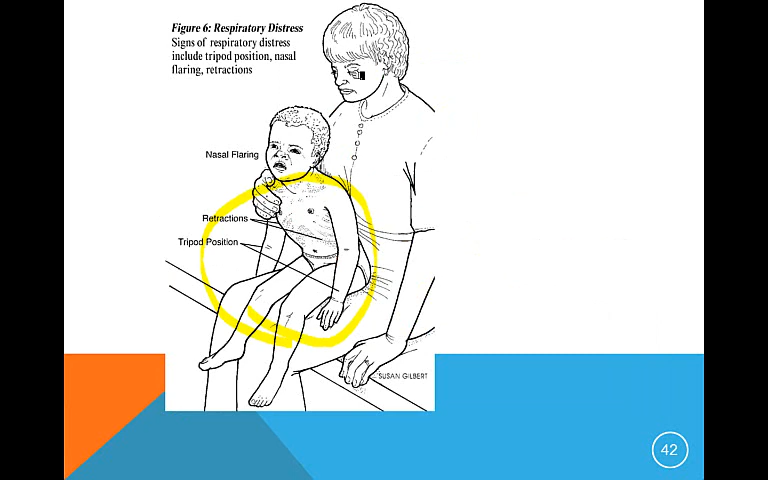 Figure 6: Respiratory Distress
Signs of respiratory distress
include tripod position, nasal
flaring, retractions
Nasal Flaring
Retractions
Tripod Position
SUSAN GILBERT
42